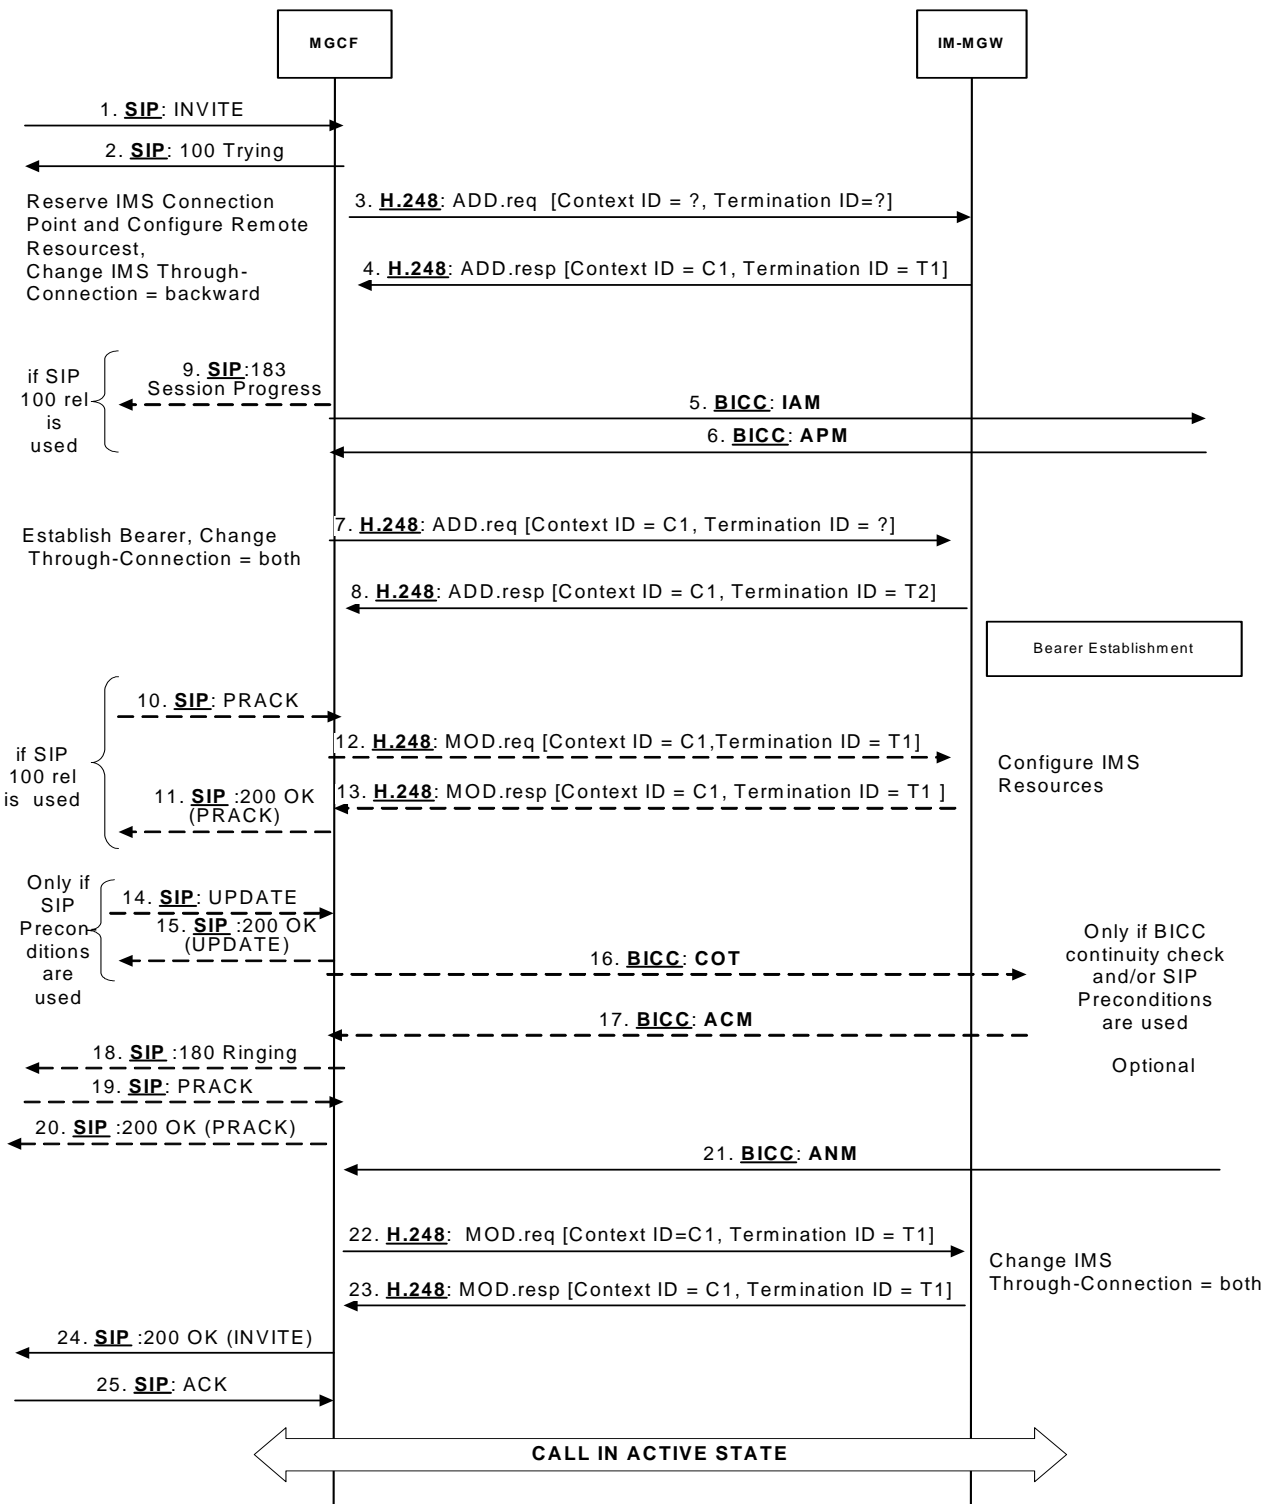 MGCF
IM-MGW
1. SIP: INVITE
2. SIP: 100 Trying
Reserve IMS Connection
Point and Configure Remote
Resourcest,
Change IMS Through-
Connection = backward
3. H.248: ADD.req [Context ID = ?, Termination ID=?]
4. H.248: ADD.resp [Context ID = C1, Termination ID = T1]
if SIP
100 rel
is
used
9. SIP:183
Session Progress
5. BICC: IAM
6. BICC: APM
Establish Bearer, Change
Through-Connection = both
7. H.248: ADD.req [Context ID = C1, Termination ID = ?]
8. H.248: ADD.resp [Context ID = C1, Termination ID = T2]
Bearer Establishment
if SIP
100 rel
is used
10. SIP: PRACK
12. H.248: MOD.req [Context ID = C1,Termination ID = T1]
11. SIP :200 OK
(PRACK)
13. H.248: MOD.resp [Context ID = C1, Termination ID = T1 ]
Configure IMS
Resources
Only if
SIP
Precon
ditions
are
used
14. SIP: UPDATE
15. SIP :200 OK
(UPDATE)
16. BICC: COT
Only if BICC
continuity check
and/or SIP
Preconditions
are used
17. BICC: ACM
18. SIP :180 Ringing
Optional
19. SIP: PRACK
20. SIP :200 OK (PRACK)
21. BICC: ANM
22. H.248: MOD.req [Context ID=C1, Termination ID = T1]
23. H.248: MOD.resp [Context ID = C1, Termination ID = T1]
Change IMS
Through-Connection = both
24. SIP :200 OK (INVITE)
25. SIP: ACK
CALL IN ACTIVE STATE